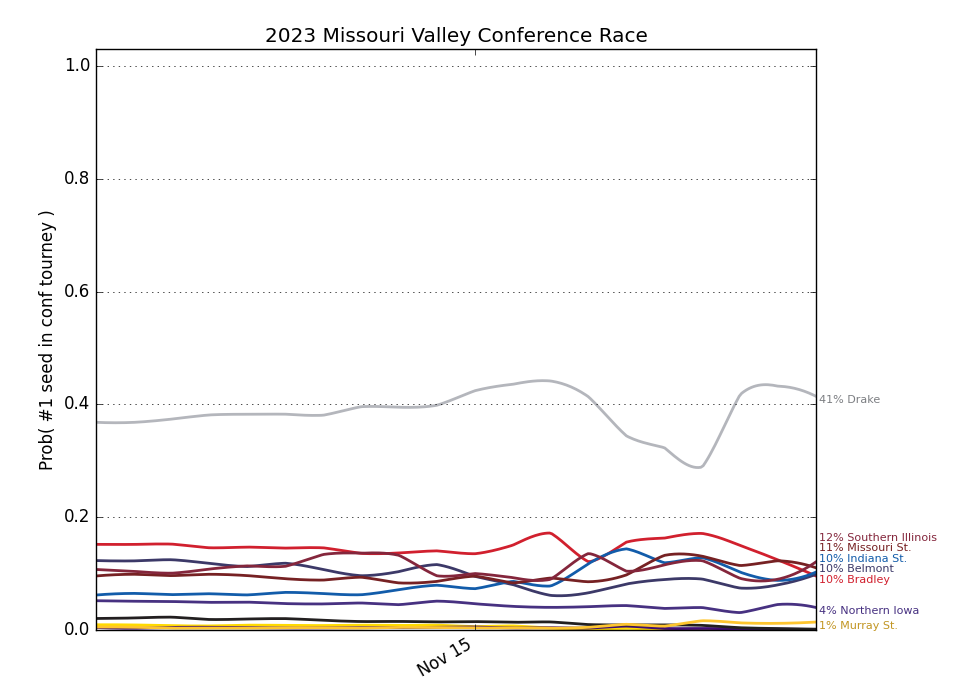 2023 Missouri Valley Conference Race
1.0
0.8
0.6
0.4
0.2
0.0
Prob( #1 seed in conf tourney )
Nov 15
41% Drake
12% Southern Illinois
11% Missouri St.
10% Indiana St.
10% Belmont
10% Bradley
4% Northern Iowa
1% Murray St.